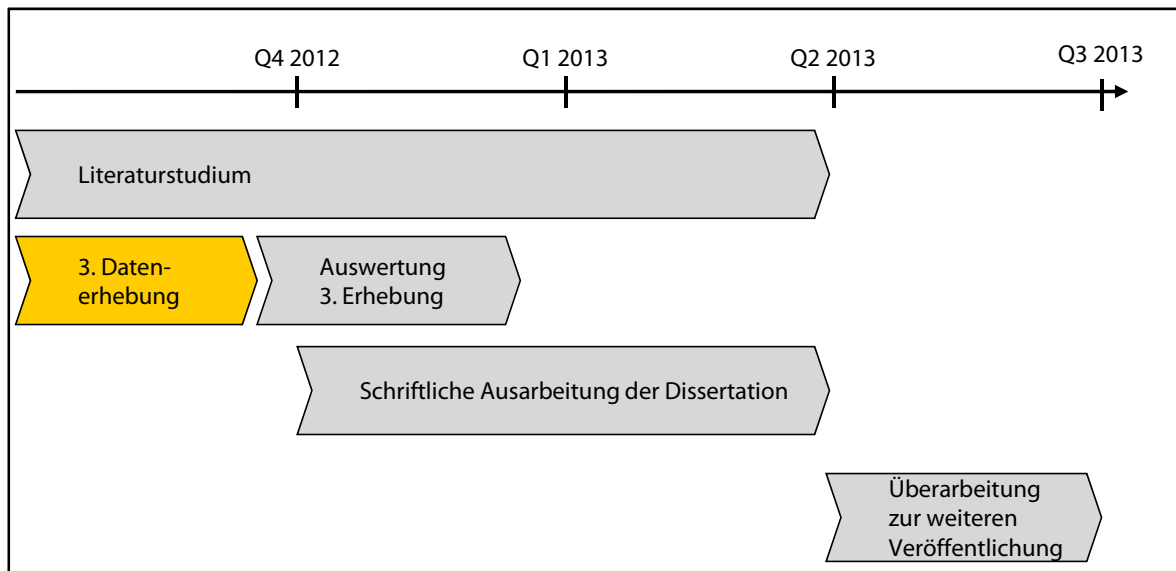 Q4 2012
Q1 2013
Q2 2013
Q3 2013
Literaturstudium
3. Daten-
erhebung
Auswertung
3. Erhebung
Schriftliche Ausarbeitung der Dissertation
Überarbeitung
zur weiteren
Veröffentlichung